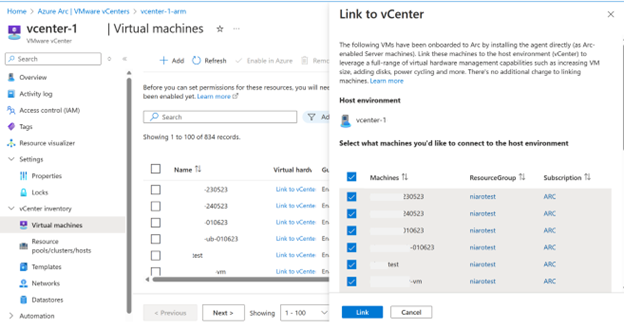 Home > Azure Arc | VMware vCenters > vcenter-1-arm
vcenter-1 | Virtual machines
VMware vCenter
Search
Overview
Activity log
Access control (IAM)
Tags
Resource visualizer
Settings
Properties
Locks
vCenter inventory
Virtual machines
Resource pools/clusters/hosts
Templates
Networks
Datastores
Automation
+ Add Refresh Enable in Azure Remo
Before you can set permissions for these resources, you will nee
been enabled yet. Learn more
Search Ad
Showing 1 to 100 of 834 records.
Name Virtual hardw Gu
-230523 Link to vCente En
-240523 Link to vCente En
-010623 Link to vCente En
-ub-010623 Link to vCente En
test Link to vCente En
-vm Link to vCente En
< Previous Next > Showing 1 - 100
Link to vCenter
The following VMs have been onboarded to Arc by installing the agent directly (as Arc-
enabled Server machines). Link these machines to the host environment (vCenter) to
leverage a full-range of virtual hardware management capabilities such as increasing VM
size, adding disks, power cycling and more. There's no additional charge to linking
machines. Learn more
Host environment
vcenter-1
Select what machines you'd like to connect to the host environment
Machines ResourceGroup Subscription
230523 niarotest ARC
240523 niarotest ARC
010623 niarotest ARC
-010623 niarotest ARC
test niarotest ARC
-vm niarotest ARC
Link Cancel